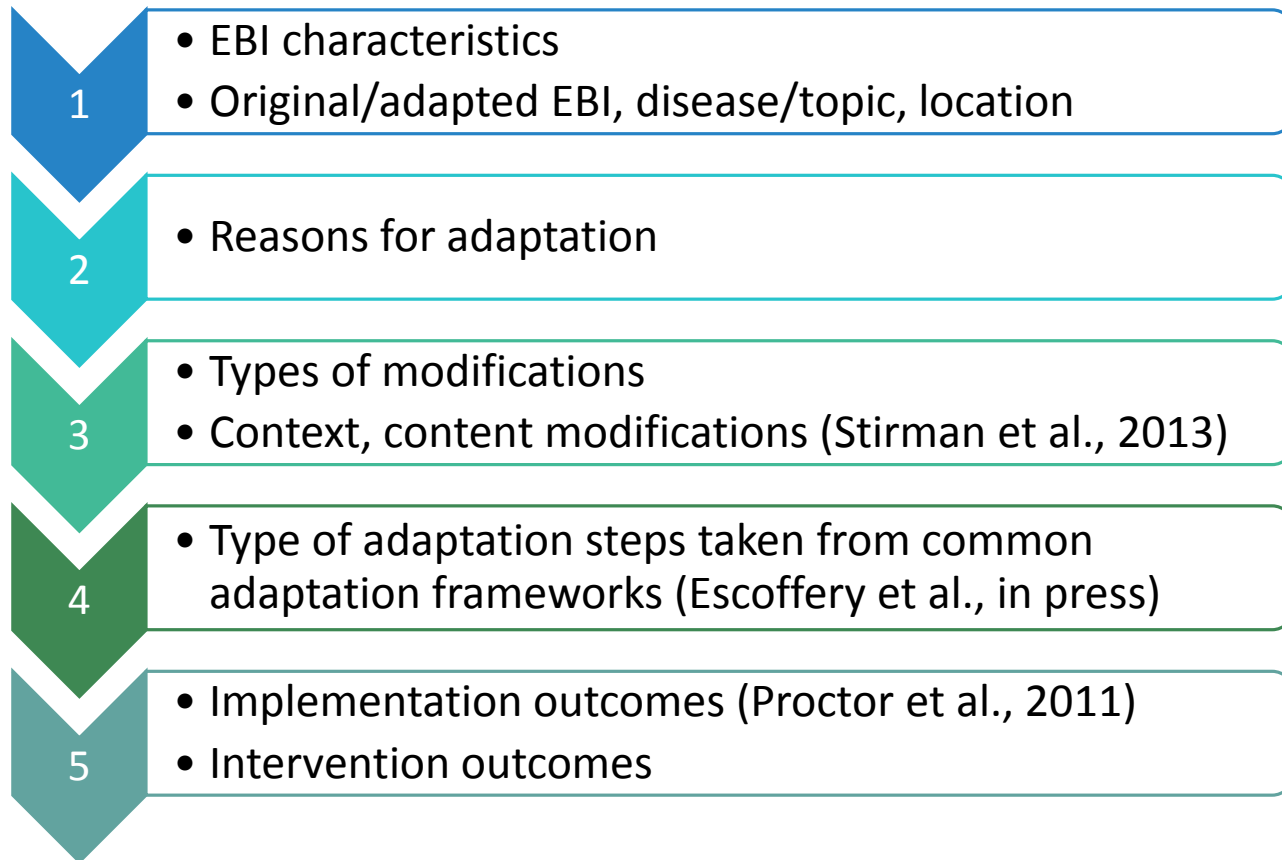 1
• EBI characteristics
• Original/adapted EBI, disease/topic, location
2
• Reasons for adaptation
3
• Types of modifications
• Context, content modifications (Stirman et al., 2013)
4
• Type of adaptation steps taken from common
adaptation frameworks (Escoffery et al., in press)
5
• Implementation outcomes (Proctor et al., 2011)
• Intervention outcomes